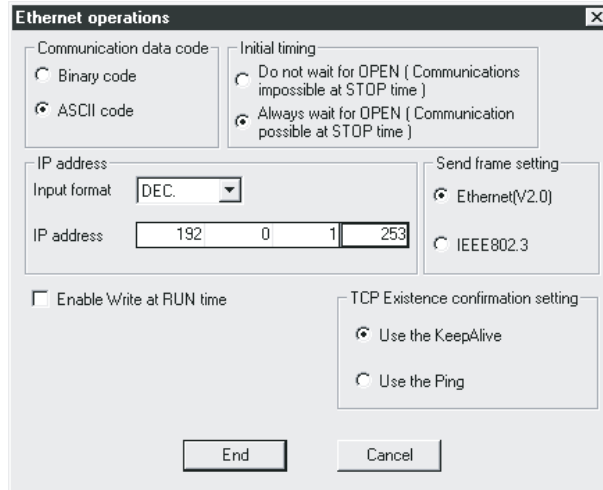 Ethernet operations
Communication data code
Binary code
ASCII code
Initial timing
Do not wait for OPEN ( Communications
impossible at STOP time )
Always wait for OPEN ( Communication
possible at STOP time )
IP address
Input format DEC.
IP address 192 0 1 253
Send frame setting
Ethernet(V2.0)
IEEE802.3
Enable Write at RUN time
TCP Existence confirmation setting
Use the KeepAlive
Use the Ping
End Cancel